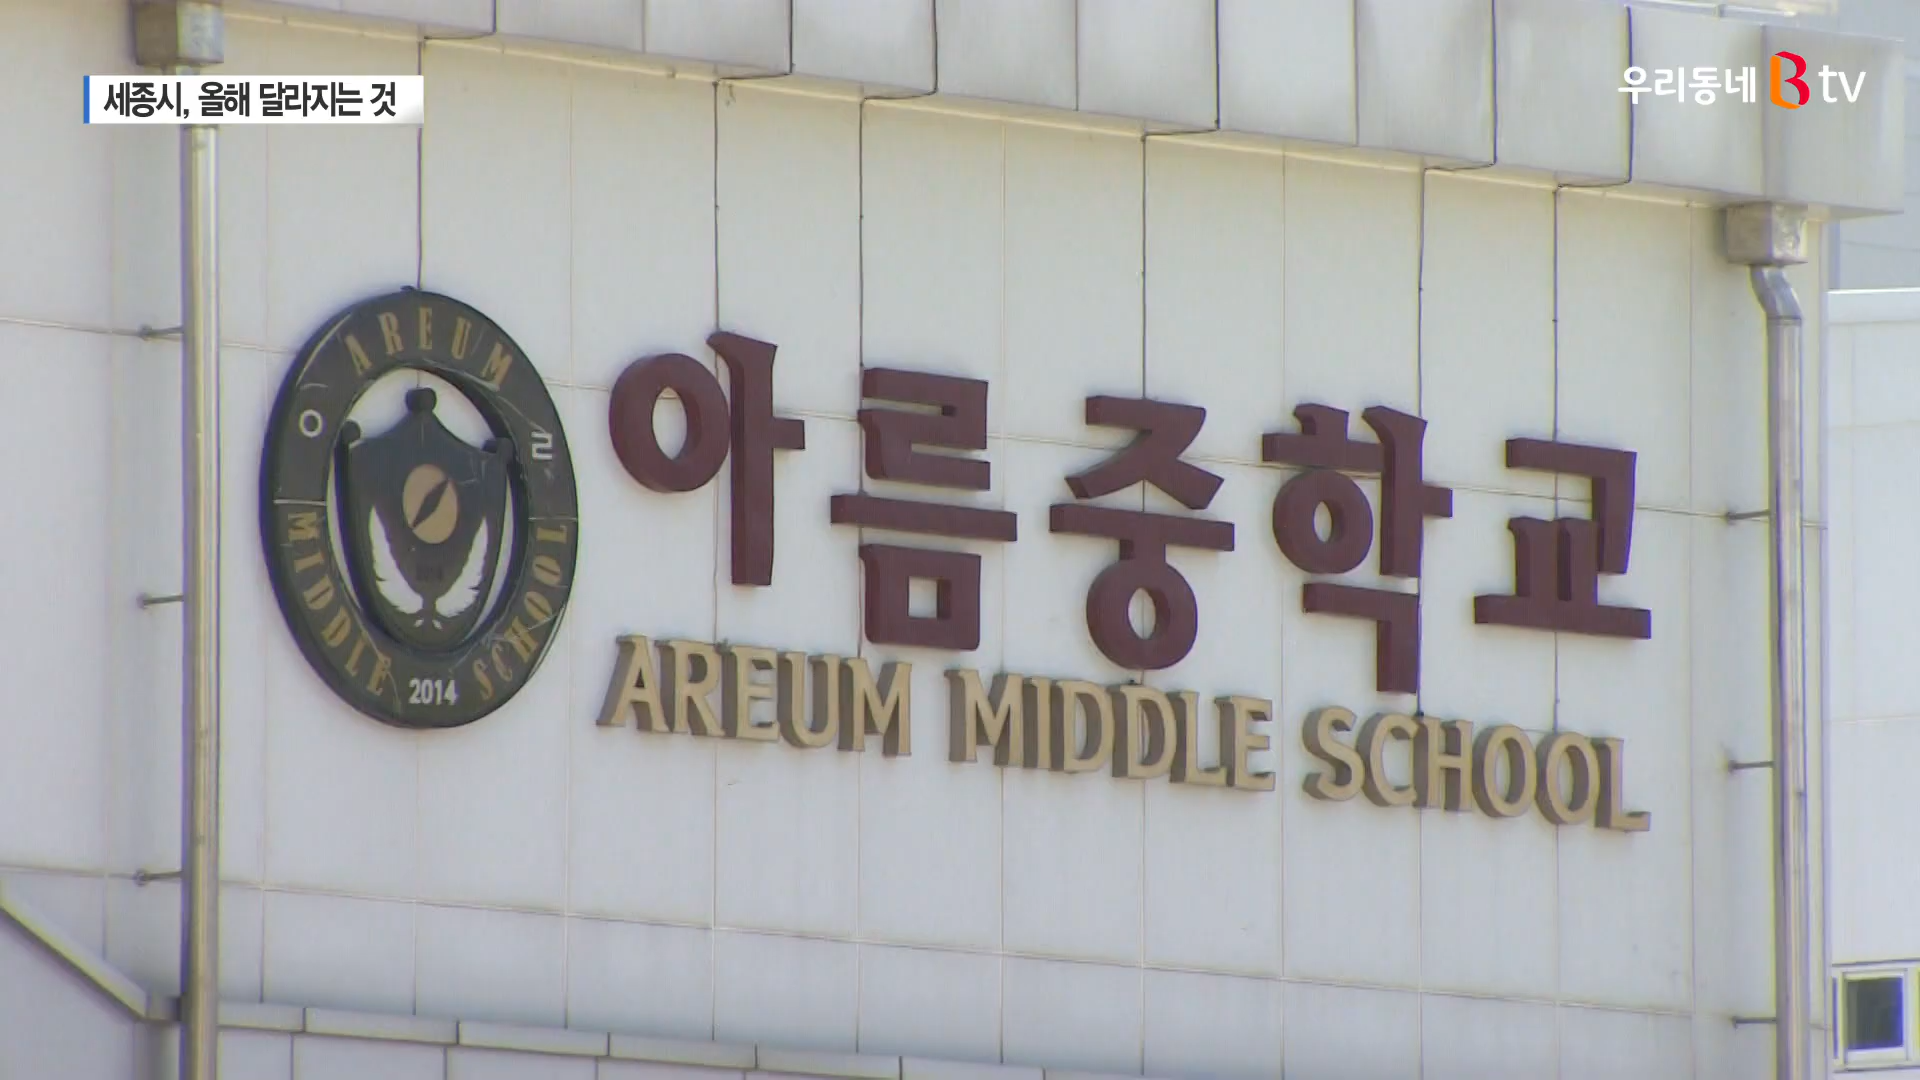 세종시, 올해 달라지는 것
우리동네 B tv
AREUM
MIDDLE SCHOOL
2014
아름중학교
AREUM MIDDLE SCHOOL